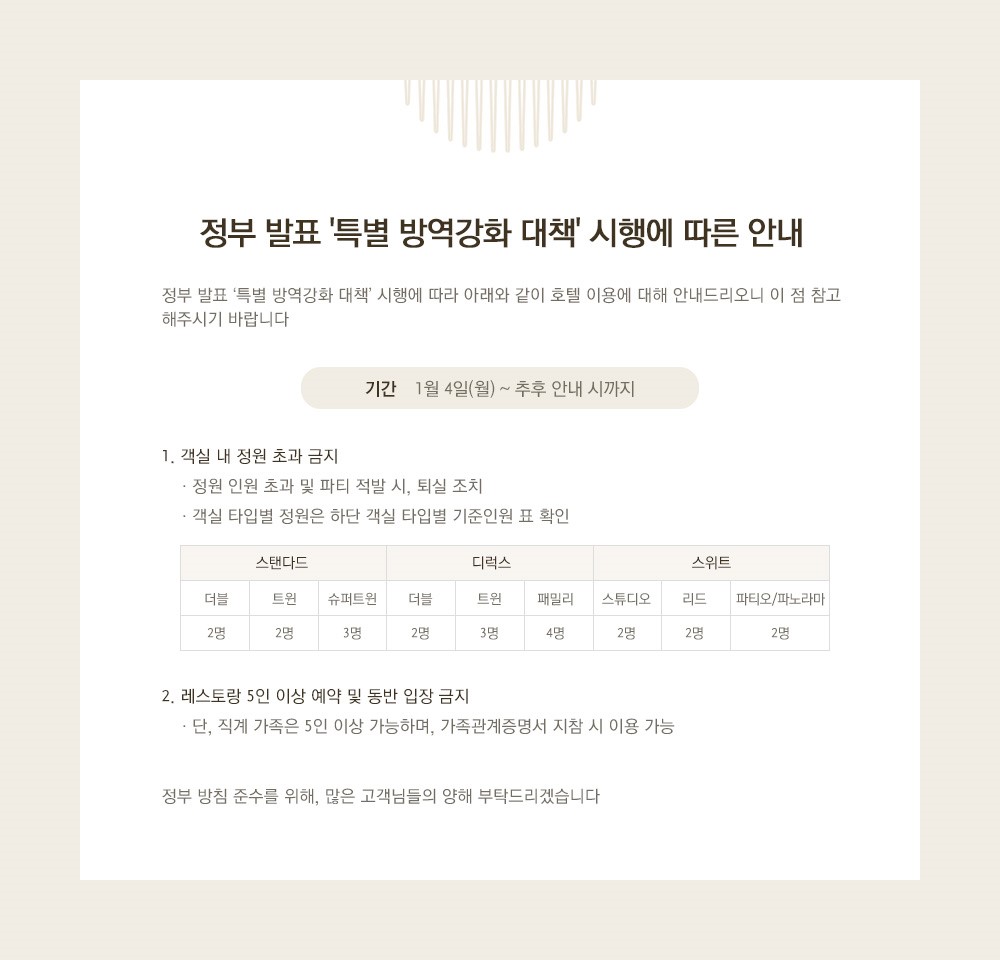 정부 발표 '특별 방역강화 대책' 시행에 따른 안내
정부 발표 ‘특별 방역강화 대책’ 시행에 따라 아래와 같이 호텔 이용에 대해 안내드리오니 이 점 참고
해주시기 바랍니다
기간 1월 4일(월) ~ 추후 안내 시까지
1. 객실 내 정원 초과 금지
· 정원 인원 초과 및 파티 적발 시, 퇴실 조치
· 객실 타입별 정원은 하단 객실 타입별 기준인원 표 확인
스탠다드 디럭스 스위트
더블 트윈 슈퍼트윈 더블 트윈 패밀리 스튜디오 리드 파티오/파노라마
2명 2명 3명 2명 3명 4명 2명 2명 2명
2. 레스토랑 5인 이상 예약 및 동반 입장 금지
· 단, 직계 가족은 5인 이상 가능하며, 가족관계증명서 지참 시 이용 가능
정부 방침 준수를 위해, 많은 고객님들의 양해 부탁드리겠습니다